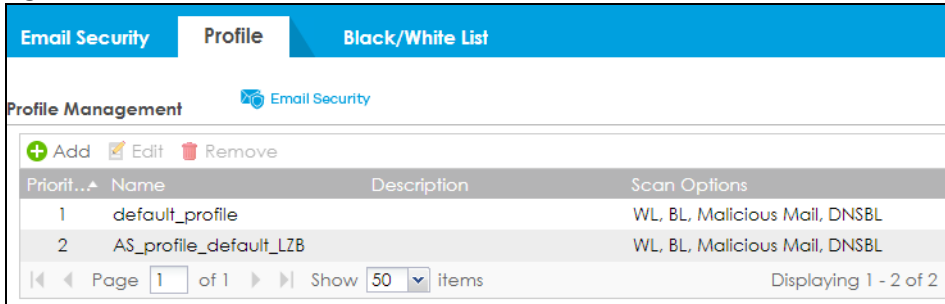 Email Security Profile Black/White List
Profile Management Email Security
Add Edit Remove
Priorit... Name Description Scan Options
1 default_profile WL, BL, Malicious Mail, DNSBL
2 AS_profile_default_LZB WL, BL, Malicious Mail, DNSBL
Page 1 of 1 Show 50 items Displaying 1 - 2 of 2